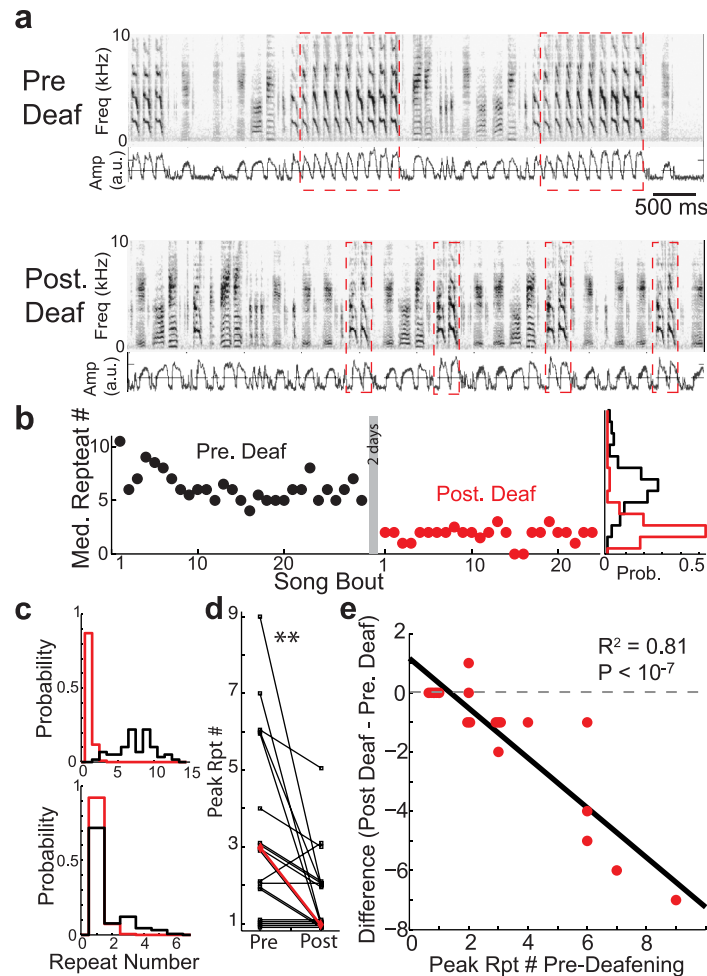 a
Pre
Deaf
Freq (kHz)
10
0
Amp
(a.u.)
500 ms
Post.
Deaf
Freq (kHz)
10
0
Amp
(a.u.)
b
Med. Repteat #
10
5
Pre. Deaf
2 days
Post. Deaf
1 10 20 1 10 20
Song Bout
0 0.5
Prob.
c
Probability
1
0.5
0
0 5 10 15
Probability
1
0.5
0
0 2 4 6
Repeat Number
d
Peak Rpt #
9
7
5
3
1
**
Pre Post
e
Difference (Post Deaf - Pre. Deaf)
2
0
−2
−4
−6
−8
R² = 0.81
P < 10⁻⁷
0 2 4 6 8
Peak Rpt # Pre-Deafening